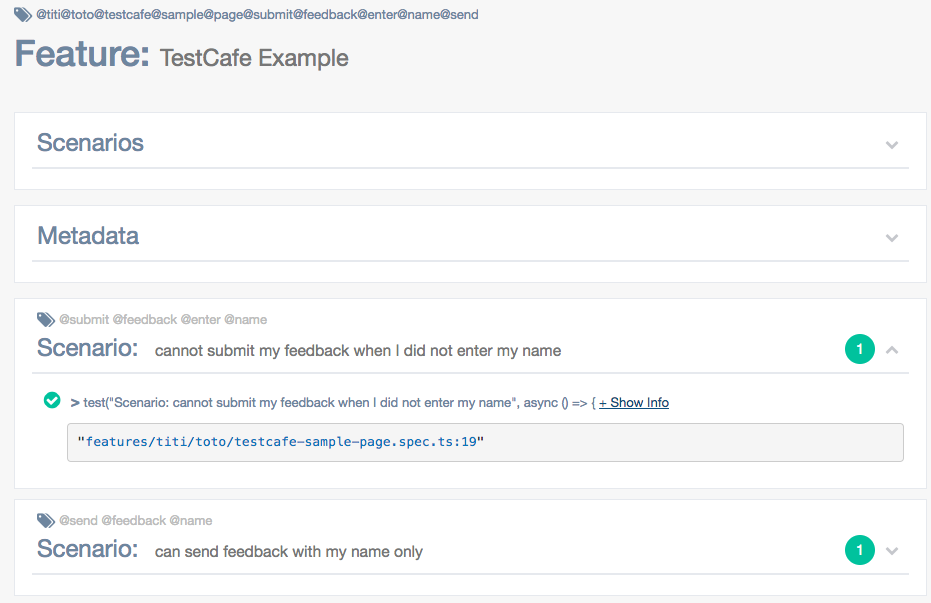 @titi@toto@testcafe@sample@page@submit@feedback@enter@name@send
Feature: TestCafe Example
Scenarios
Metadata
@submit @feedback @enter @name
Scenario: cannot submit my feedback when I did not enter my name 1
> test("Scenario: cannot submit my feedback when I did not enter my name", async () => { + Show Info
"features/titi/toto/testcafe-sample-page.spec.ts:19"
@send @feedback @name
Scenario: can send feedback with my name only 1